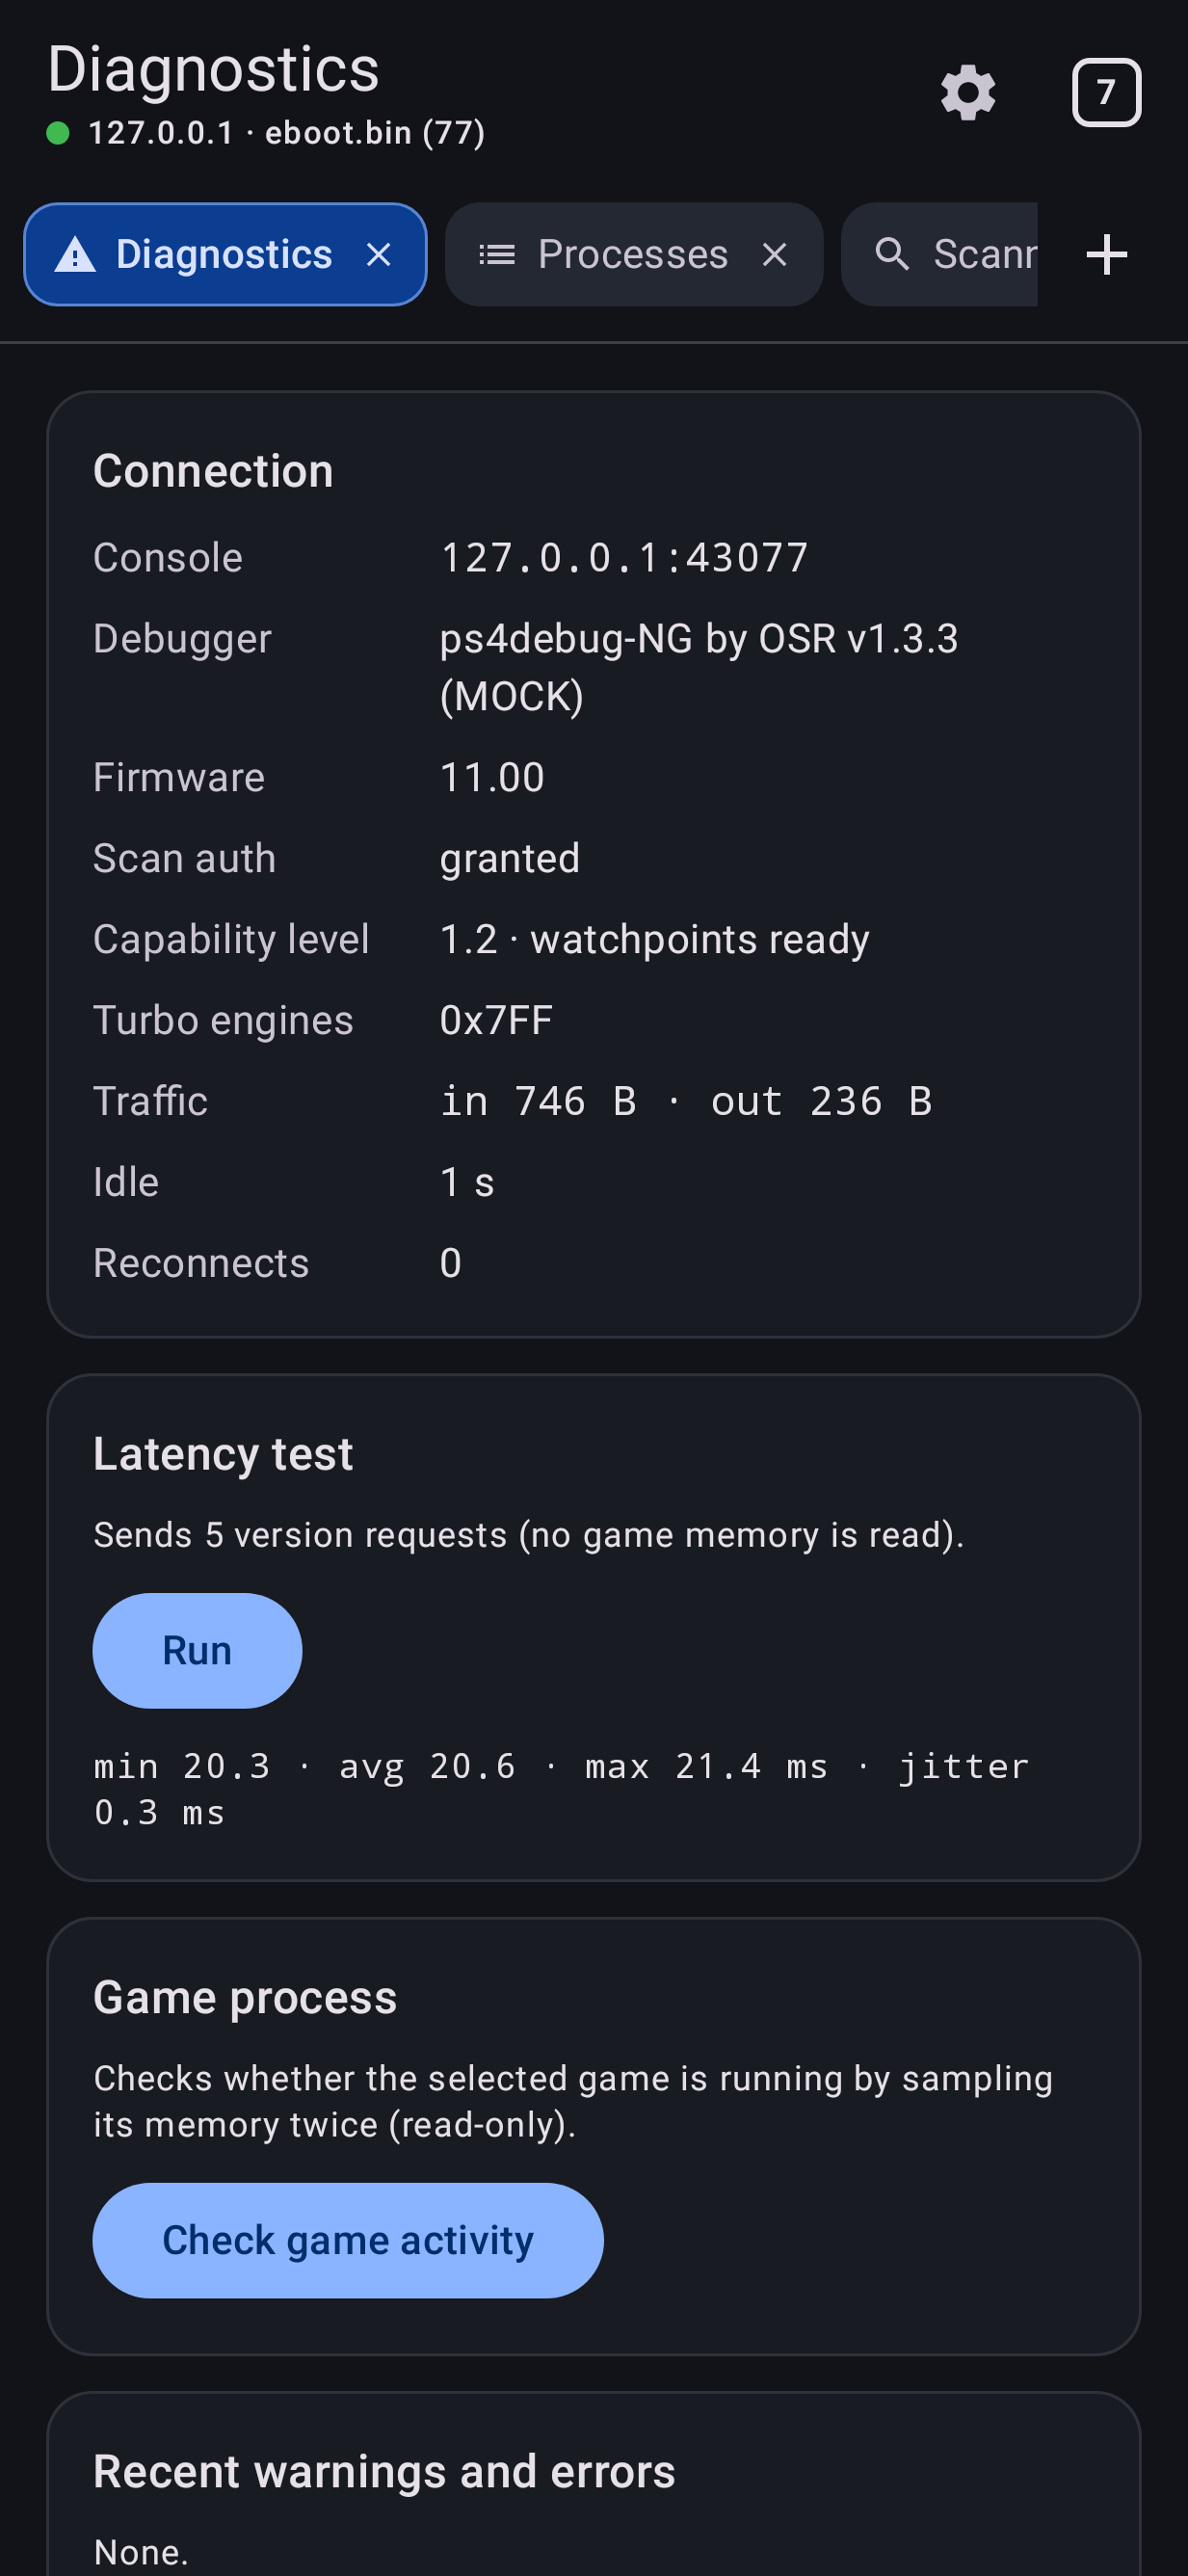 Diagnostics
127.0.0.1 · eboot.bin (77)
7
Diagnostics
Processes
Scann
Connection
Console 127.0.0.1:43077
Debugger ps4debug-NG by OSR v1.3.3
(MOCK)
Firmware 11.00
Scan auth granted
Capability level 1.2 · watchpoints ready
Turbo engines 0x7FF
Traffic in 746 B · out 236 B
Idle 1 s
Reconnects 0
Latency test
Sends 5 version requests (no game memory is read).
Run
min 20.3 · avg 20.6 · max 21.4 ms · jitter
0.3 ms
Game process
Checks whether the selected game is running by sampling
its memory twice (read-only).
Check game activity
Recent warnings and errors
None.